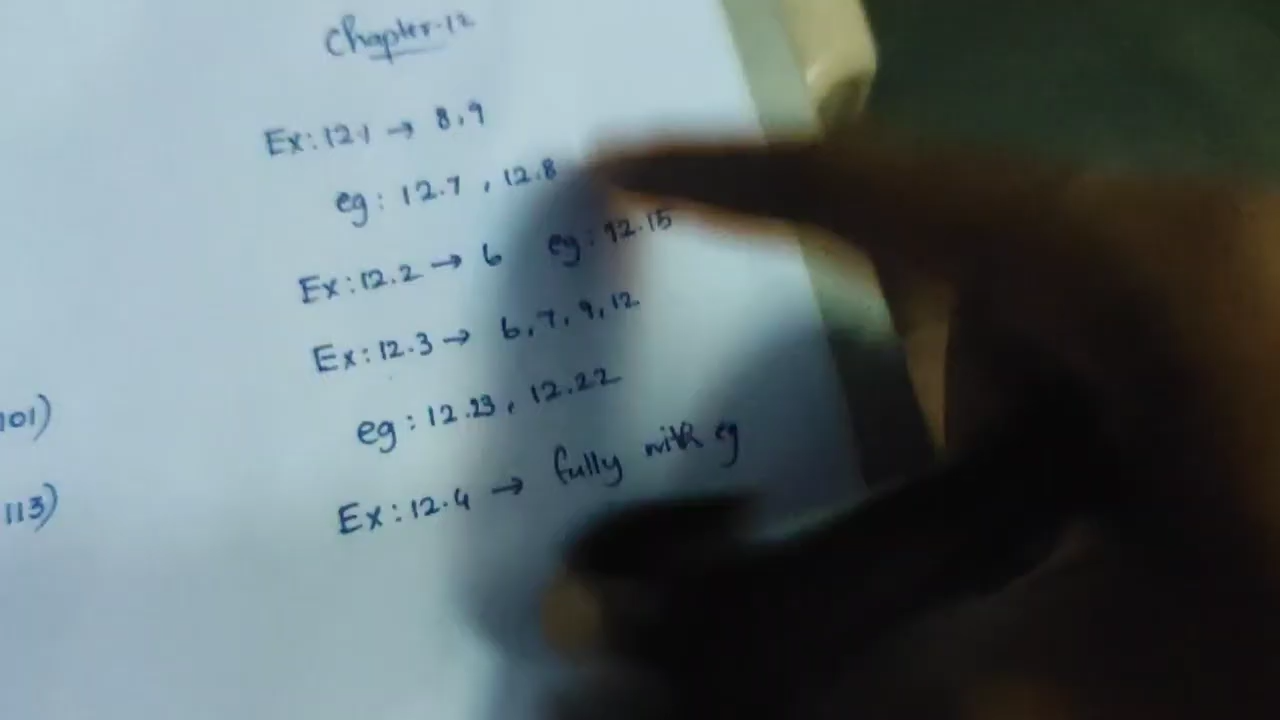 Chapter-12
Ex: 12.1 → 8, 9
eg: 12.7, 12.8
Ex: 12.2 → 6 eg: 12.15
Ex: 12.3 → 6, 7, 9, 12
eg: 12.23, 12.22
101)
Ex: 12.4 → fully with eg
113)